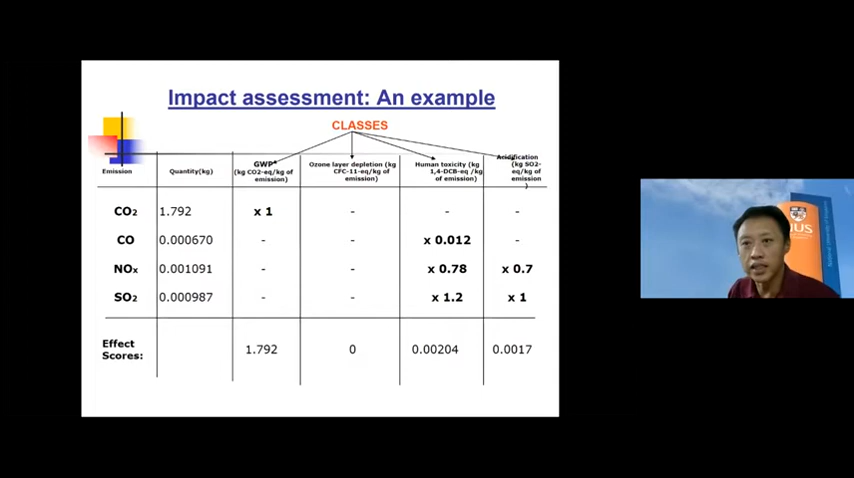 Impact assessment: An example
CLASSES
Emission
Quantity(kg)
GWP
(kg CO2-eq/kg of
emission)
Ozone layer depletion (kg
CFC-11-eq/kg of
emission)
Human toxicity (kg
1,4-DCB-eq /kg
of emission)
Acidification
(kg SO2-
eq/kg of
emission
)
CO₂ 1.792 x 1 - - -
CO 0.000670 - - x 0.012 -
NOx 0.001091 - - x 0.78 x 0.7
SO₂ 0.000987 - - x 1.2 x 1
Effect
Scores:
1.792 0 0.00204 0.0017